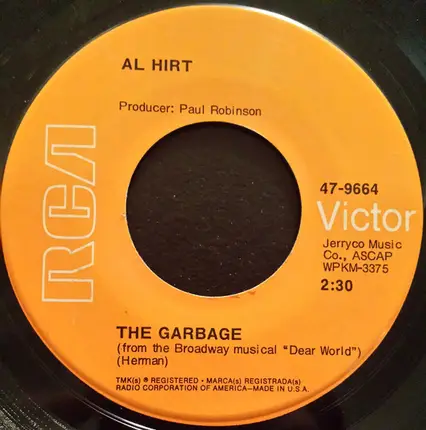 AL HIRT
Producer: Paul Robinson
RCA
47-9664
Victor
Jerryco Music
Co., ASCAP
WPKM-3375
2:30
THE GARBAGE
(from the Broadway musical "Dear World")
(Herman)
TMK(s) ® REGISTERED • MARCA(s) REGISTRADA(s)
RADIO CORPORATION OF AMERICA—MADE IN U.S.A.